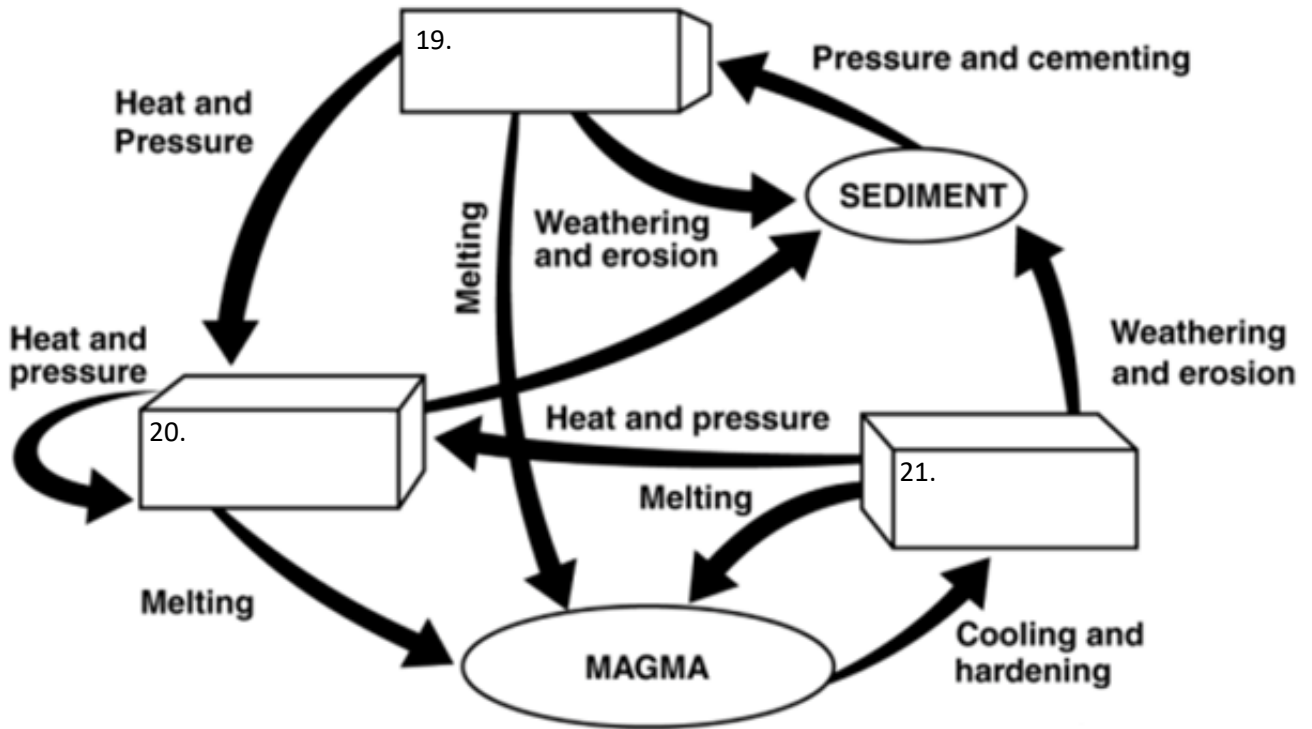 19.
Pressure and cementing
Heat and
Pressure
SEDIMENT
Melting
Weathering
and erosion
Heat and
pressure
Weathering
and erosion
20.
Heat and pressure
21.
Melting
Melting
Cooling and
hardening
MAGMA